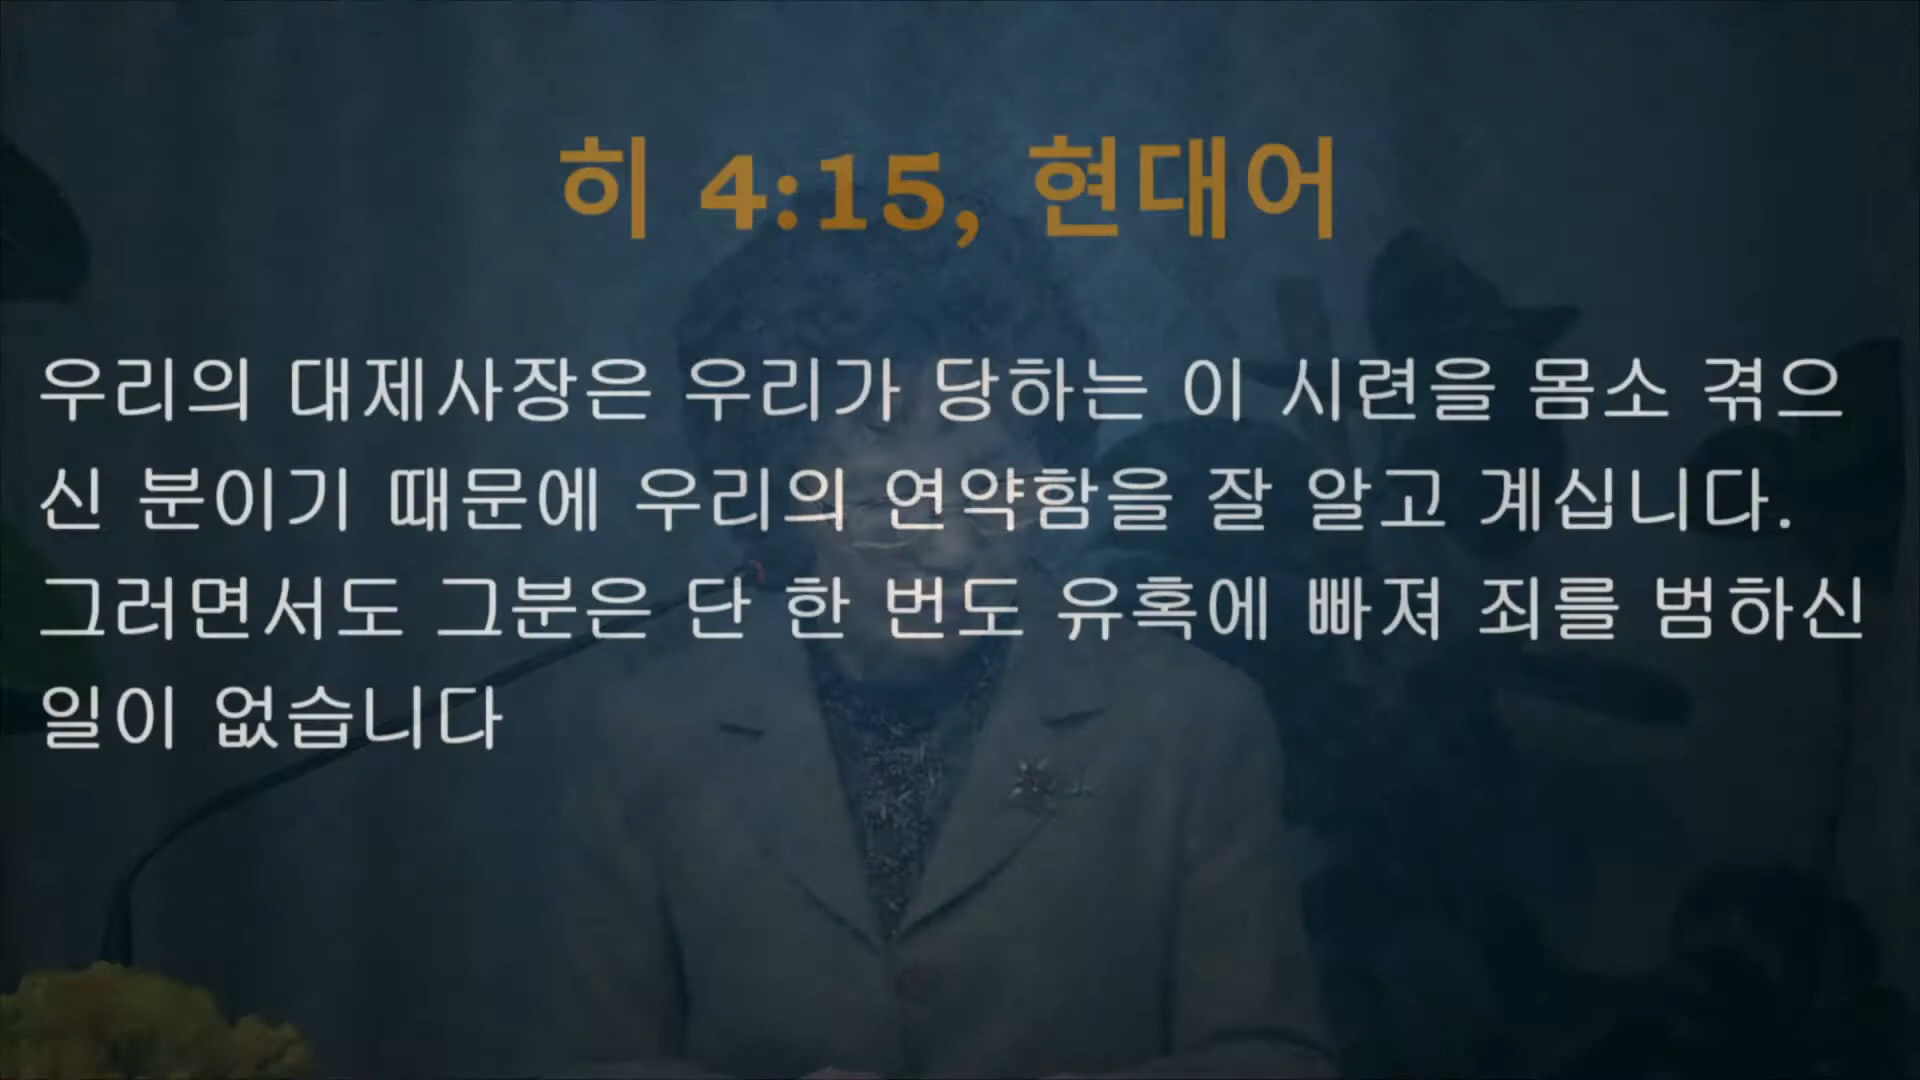 히 4:15, 현대어
우리의 대제사장은 우리가 당하는 이 시련을 몸소 겪으
신 분이기 때문에 우리의 연약함을 잘 알고 계십니다.
그러면서도 그분은 단 한 번도 유혹에 빠져 죄를 범하신
일이 없습니다